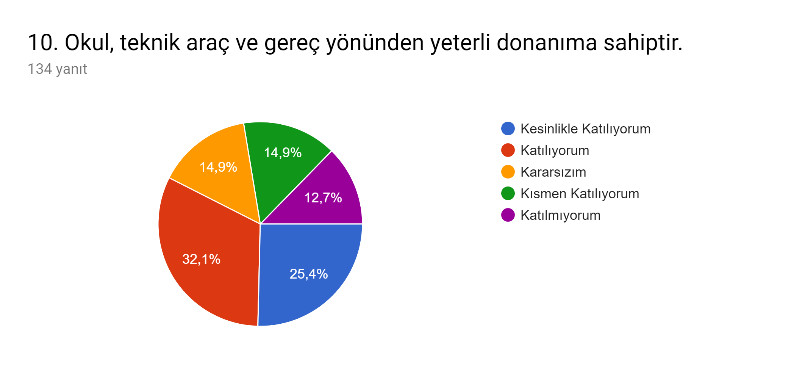 10. Okul, teknik araç ve gereç yönünden yeterli donanıma sahiptir.
134 yanıt
14,9%
14,9%
12,7%
32,1%
25,4%
Kesinlikle Katılıyorum
Katılıyorum
Kararsızım
Kısmen Katılıyorum
Katılmıyorum